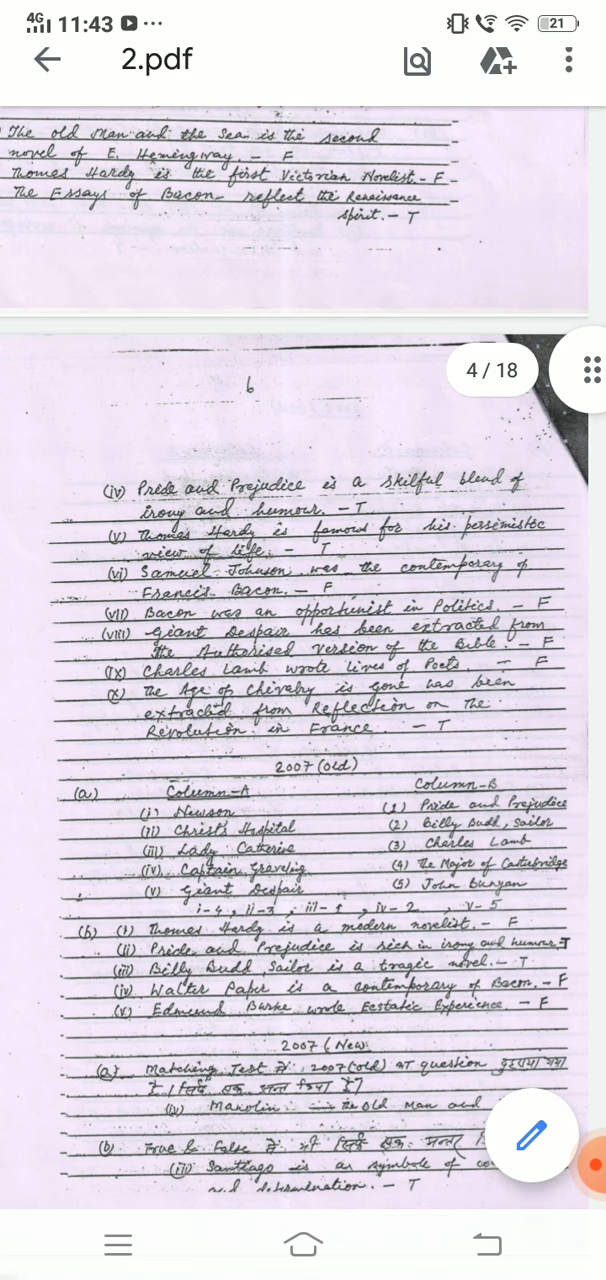 4G 11:43 ...
21
2.pdf
The old Man and the Sea is the second
novel of E. Hemingway. - F
Thomes Hardy is the first Victorian Novelist. - F
The Essays of Bacon reflect the Renaissance
spirit. - T
4 / 18
6
(iv) Pride and Prejudice is a skilful blend of
irony and humour. - T
(v) Thomas Hardy is famous for his pessimistic
view of life. - T
(vi) Samuel Johnson was the contemporary of
Francis Bacon. - F
(vii) Bacon was an opportunist in Politics. - F
(viii) Giant Despair has been extracted from
the Authorised version of the Bible. - F
(ix) Charles Lamb wrote lives of Poets. - F
(x) The Age of Chivalry is gone has been
extracted from Reflection on the
Revolution in France. - T
2007 (old)
(a) Column-A Column-B
(i) Newson (1) Pride and Prejudice
(ii) Christ's Hospital (2) Billy Budd, Sailor
(iii) Lady Catherine (3) Charles Lamb
(iv) Captain Graveling (4) The Major of Casterbridge
(v) Giant Despair (5) John Bunyan
i-4, ii-3, iii-1, iv-2, v-5
(b) (i) Thomas Hardy is a modern novelist. - F
(ii) Pride and Prejudice is rich in irony and humour. T
(iii) Billy Budd, Sailor is a tragic novel. - T
(iv) Walter Pater is a contemporary of Bacon. - F
(v) Edmund Burke wrote Ecstatic Experience. - F
2007 (New)
(a) Matching Test में, 2007 (old) का question दुहराया गया
है।
(iv) Manolin - The Old Man and
(b) True & False में
(iii) Santiago is a symbole of
and determination. - T